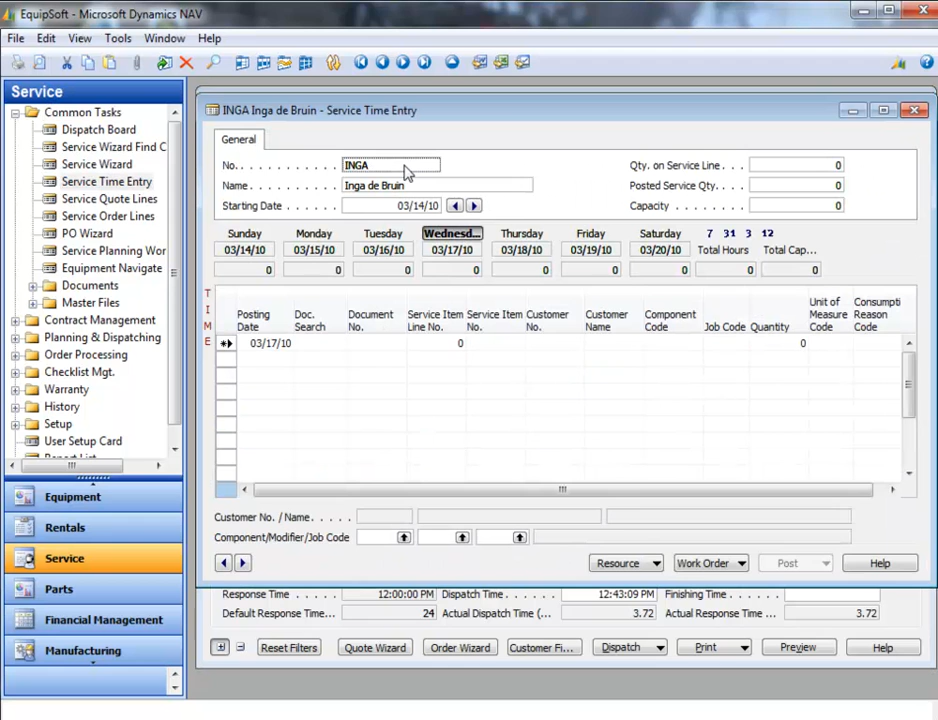 EquipSoft - Microsoft Dynamics NAV
File Edit View Tools Window Help
Service
Common Tasks
Dispatch Board
Service Wizard Find C
Service Wizard
Service Time Entry
Service Quote Lines
Service Order Lines
PO Wizard
Service Planning Wor
Equipment Navigate
Documents
Master Files
Contract Management
Planning & Dispatching
Order Processing
Checklist Mgt.
Warranty
History
Setup
User Setup Card
Equipment
Rentals
Service
Parts
Financial Management
Manufacturing
INGA Inga de Bruin - Service Time Entry
General
No. . . . . . . . . . . . INGA Qty. on Service Line . . . 0
Name . . . . . . . . . . Inga de Bruin Posted Service Qty. . . . 0
Starting Date . . . . . . 03/14/10 Capacity . . . . . . . . 0
Sunday Monday Tuesday Wednesd... Thursday Friday Saturday 7 31 3 12
03/14/10 03/15/10 03/16/10 03/17/10 03/18/10 03/19/10 03/20/10 Total Hours Total Cap...
0 0 0 0 0 0 0 0 0
TIME
Posting Date Doc. Search Document No. Service Item Line No. Service Item No. Customer No. Customer Name Component Code Job Code Quantity Unit of Measure Code Consumpti Reason Code
03/17/10 0 0
Customer No. / Name . . . . .
Component/Modifier/Job Code
Resource Work Order Post Help
Response Time 12:00:00 PM Dispatch Time . . . . . . 12:43:09 PM Finishing Time . . . . .
Default Response Time... 24 Actual Dispatch Time (... 3.72 Actual Response Time ... 3.72
Reset Filters Quote Wizard Order Wizard Customer Fi... Dispatch Print Preview Help